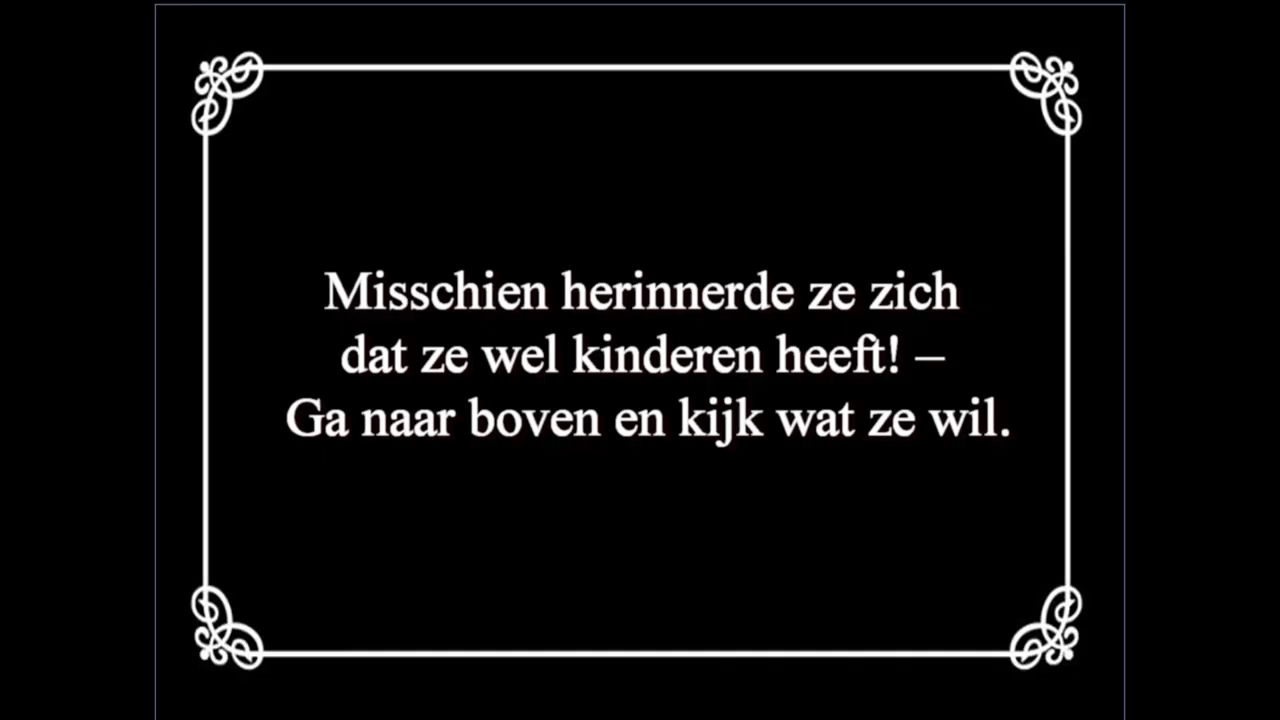 Misschien herinnerde ze zich
dat ze wel kinderen heeft! –
Ga naar boven en kijk wat ze wil.